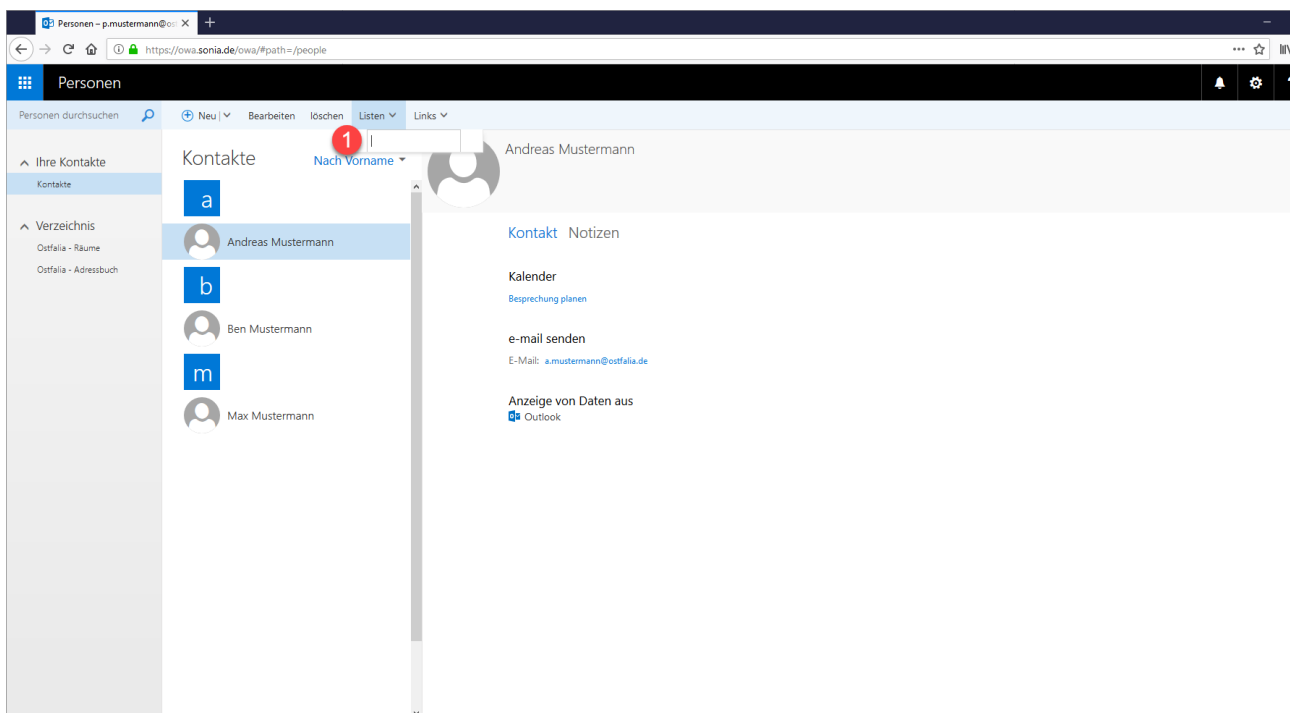 Personen – p.mustermann@os
https://owa.sonia.de/owa/#path=/people
Personen
Personen durchsuchen
Neu
Bearbeiten
löschen
Listen
Links
1
Ihre Kontakte
Kontakte
Verzeichnis
Ostfalia - Räume
Ostfalia - Adressbuch
Kontakte
Nach Vorname
a
Andreas Mustermann
b
Ben Mustermann
m
Max Mustermann
Andreas Mustermann
Kontakt Notizen
Kalender
Besprechung planen
e-mail senden
E-Mail: a.mustermann@ostfalia.de
Anzeige von Daten aus
Outlook